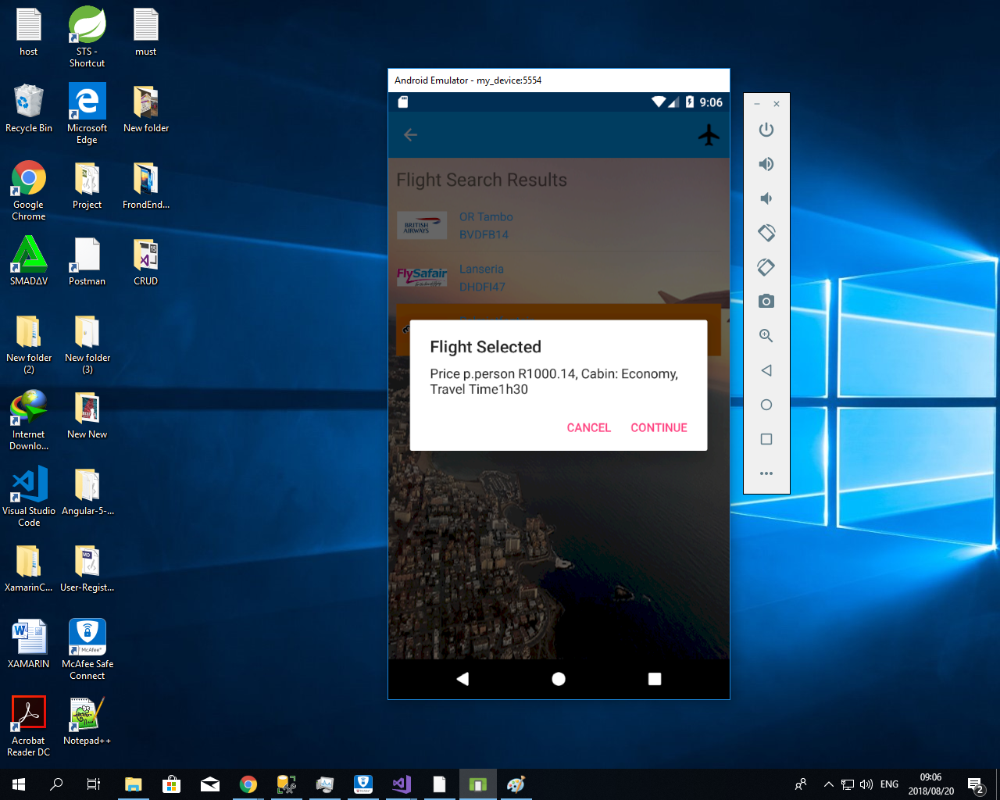 host
STS -
Shortcut
must
Recycle Bin
Microsoft
Edge
New folder
Google
Chrome
Project
FrondEnd...
SMADΔV
Postman
CRUD
New folder
(2)
New folder
(3)
Internet
Downlo...
New New
Visual Studio
Code
Angular-5-...
XamarinC...
User-Regist...
XAMARIN
McAfee Safe
Connect
Acrobat
Reader DC
Notepad++
Android Emulator - my_device:5554
9:06
Flight Search Results
BRITISH
AIRWAYS
OR Tambo
BVDFB14
FlySafair
Lanseria
DHDFI47
Flight Selected
Price p.person R1000.14, Cabin: Economy,
Travel Time1h30
CANCEL
CONTINUE
ENG
09:06
2018/08/20
2